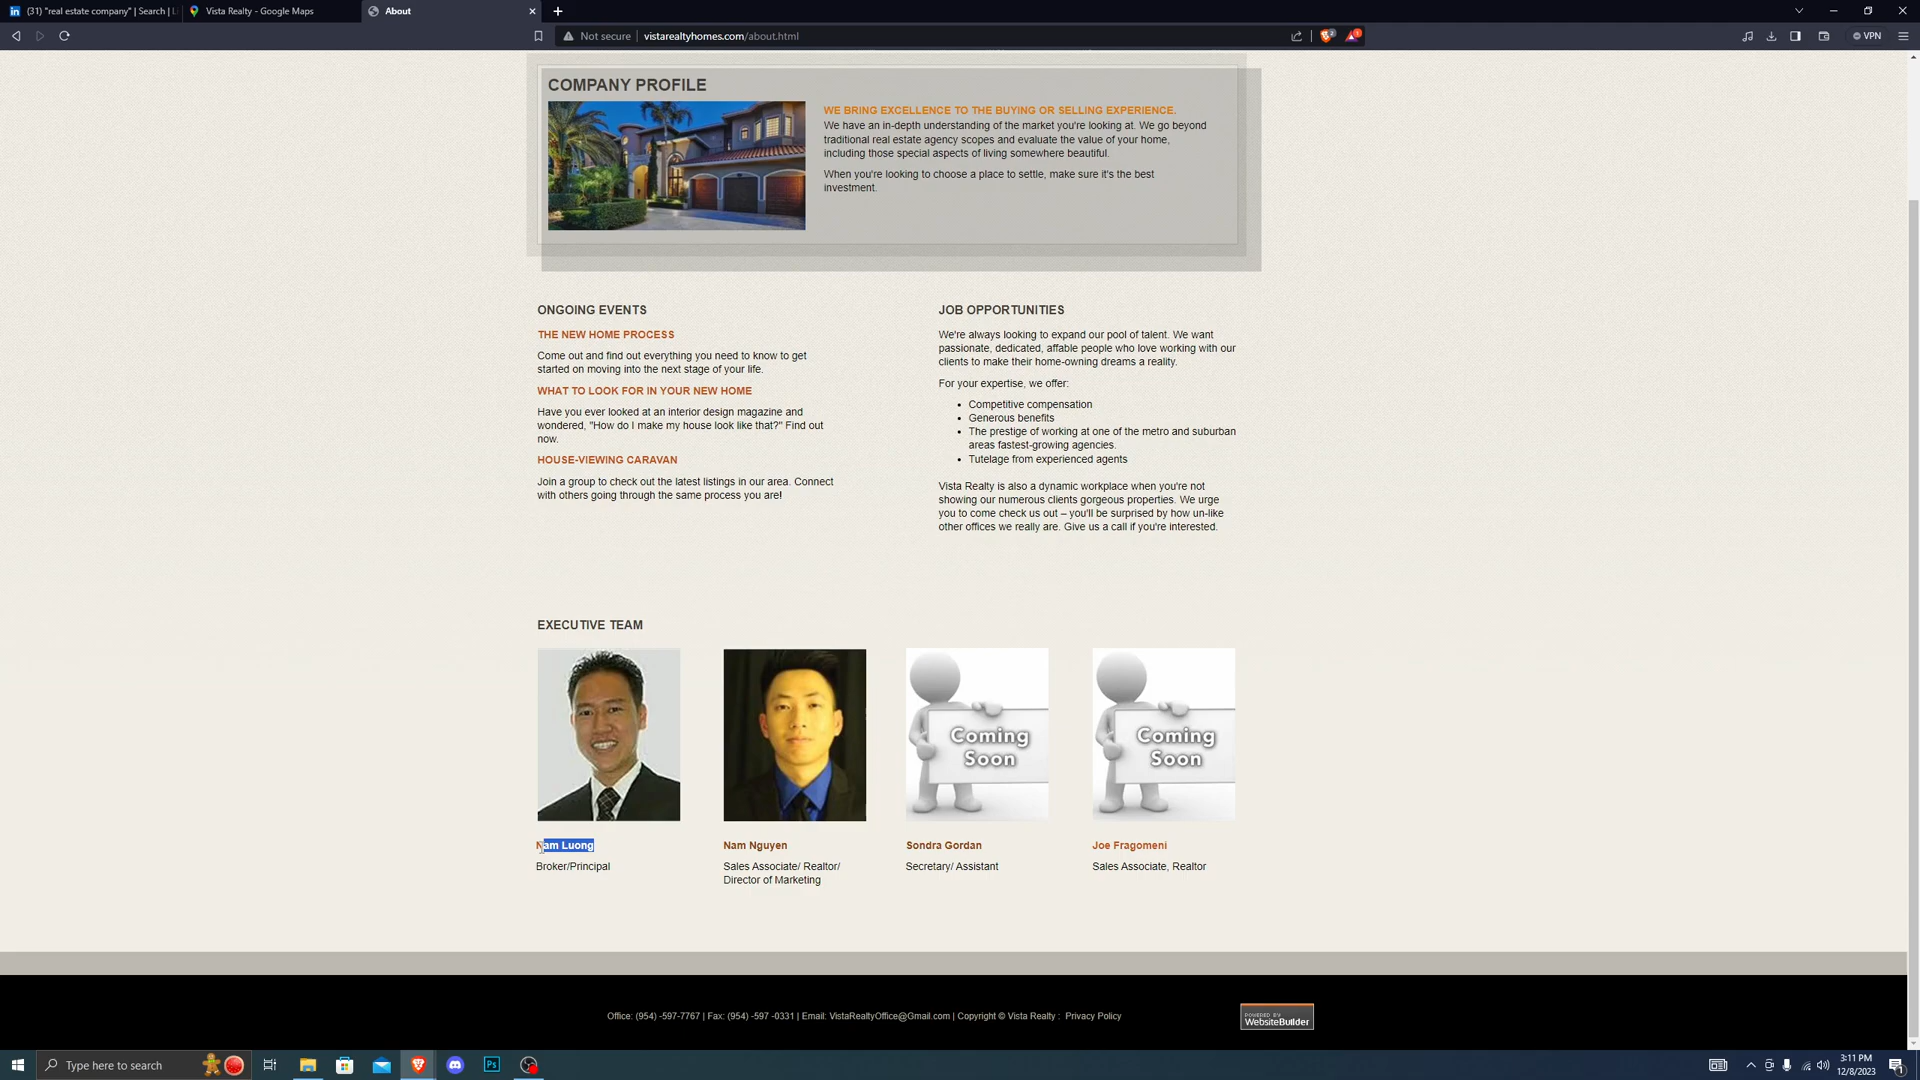 (31) "real estate company" | Search | L
Vista Realty - Google Maps
About
Not secure
vistarealtyhomes.com/about.html
VPN
COMPANY PROFILE
WE BRING EXCELLENCE TO THE BUYING OR SELLING EXPERIENCE.
We have an in-depth understanding of the market you're looking at. We go beyond
traditional real estate agency scopes and evaluate the value of your home,
including those special aspects of living somewhere beautiful.
When you're looking to choose a place to settle, make sure it's the best
investment.
ONGOING EVENTS
THE NEW HOME PROCESS
Come out and find out everything you need to know to get
started on moving into the next stage of your life.
WHAT TO LOOK FOR IN YOUR NEW HOME
Have you ever looked at an interior design magazine and
wondered, "How do I make my house look like that?" Find out
now.
HOUSE-VIEWING CARAVAN
Join a group to check out the latest listings in our area. Connect
with others going through the same process you are!
JOB OPPORTUNITIES
We're always looking to expand our pool of talent. We want
passionate, dedicated, affable people who love working with our
clients to make their home-owning dreams a reality.
For your expertise, we offer:
• Competitive compensation
• Generous benefits
• The prestige of working at one of the metro and suburban
areas fastest-growing agencies.
• Tutelage from experienced agents
Vista Realty is also a dynamic workplace when you're not
showing our numerous clients gorgeous properties. We urge
you to come check us out – you'll be surprised by how un-like
other offices we really are. Give us a call if you're interested.
EXECUTIVE TEAM
Coming
Soon
Coming
Soon
Nam Luong
Broker/Principal
Nam Nguyen
Sales Associate/ Realtor/
Director of Marketing
Sondra Gordan
Secretary/ Assistant
Joe Fragomeni
Sales Associate, Realtor
Office: (954) -597-7767 | Fax: (954) -597 -0331 | Email: VistaRealtyOffice@Gmail.com | Copyright © Vista Realty : Privacy Policy
POWERED BY
WebsiteBuilder
Type here to search
Ps
3:11 PM
12/8/2023